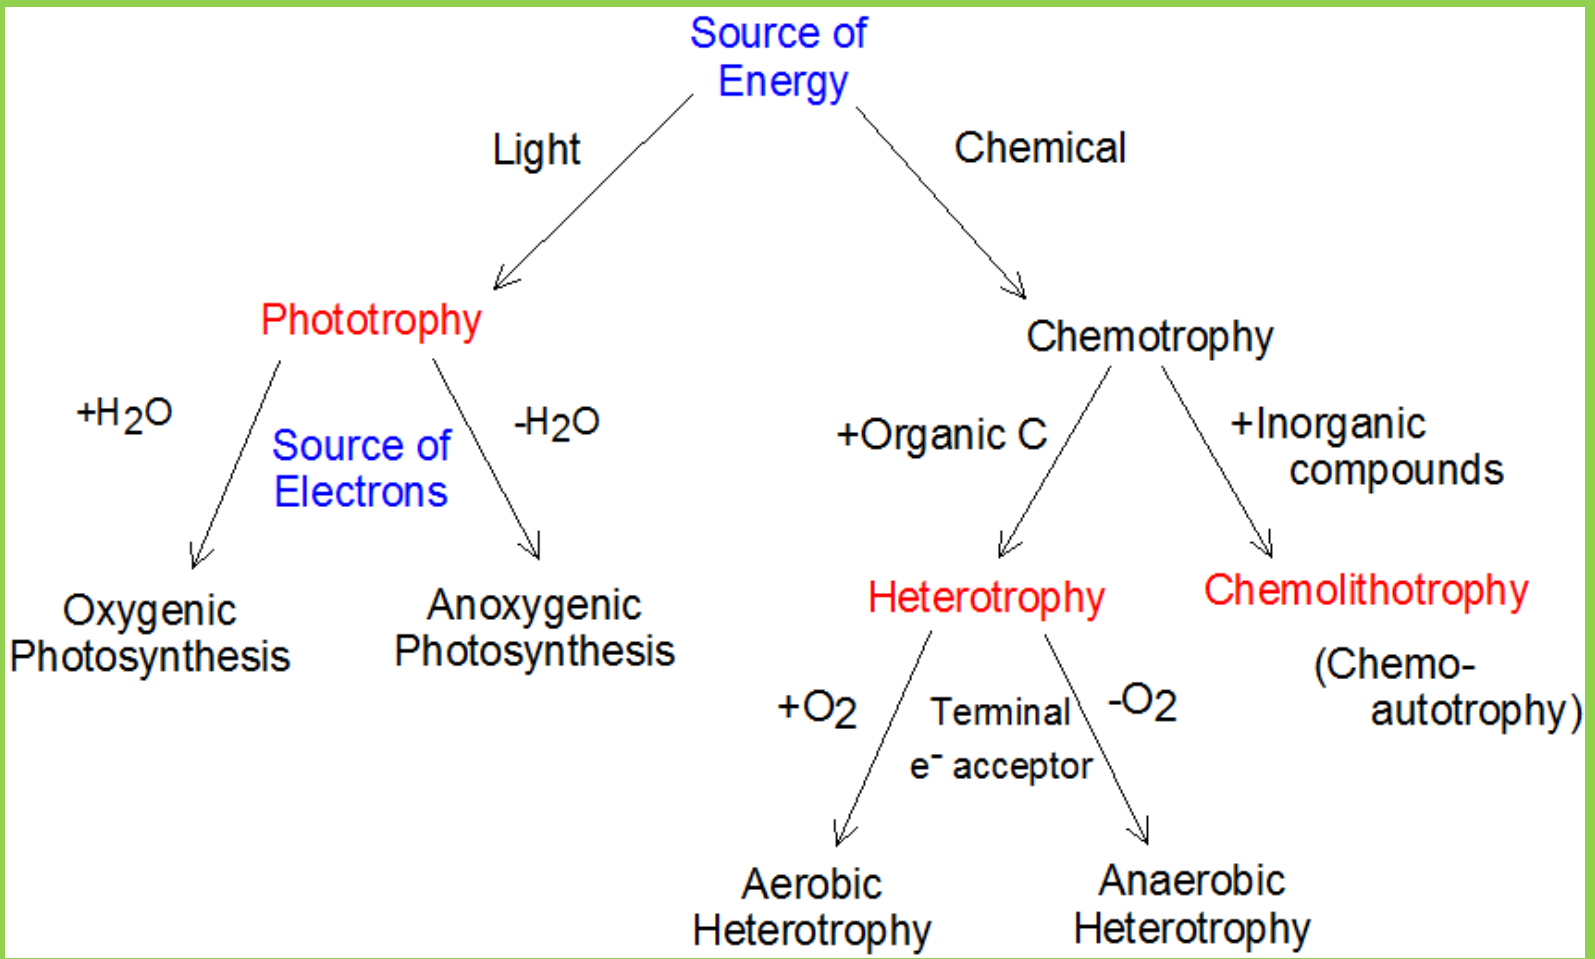 Source of
Energy
Light
Chemical
Phototrophy
Chemotrophy
+H2O
-H2O
Source of
Electrons
+Organic C
+Inorganic
compounds
Oxygenic
Photosynthesis
Anoxygenic
Photosynthesis
Heterotrophy
Chemolithotrophy
(Chemo-
autotrophy)
+O2
Terminal
e- acceptor
-O2
Aerobic
Heterotrophy
Anaerobic
Heterotrophy